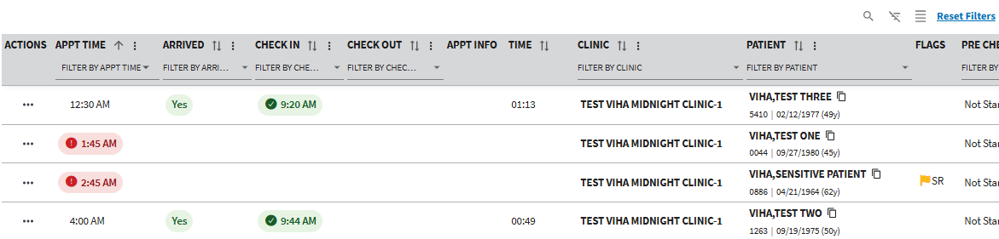 Reset Filters
ACTIONS APPT TIME ARRIVED CHECK IN CHECK OUT APPT INFO TIME CLINIC PATIENT FLAGS PRE CHE
FILTER BY APPT TIME FILTER BY ARRI... FILTER BY CHE... FILTER BY CHEC... FILTER BY CLINIC FILTER BY PATIENT FILTER BY
12:30 AM Yes 9:20 AM 01:13 TEST VIHA MIDNIGHT CLINIC-1 VIHA,TEST THREE Not Star
5410 | 02/12/1977 (49y)
1:45 AM TEST VIHA MIDNIGHT CLINIC-1 VIHA,TEST ONE Not Star
0044 | 09/27/1980 (45y)
2:45 AM TEST VIHA MIDNIGHT CLINIC-1 VIHA,SENSITIVE PATIENT SR Not Star
0886 | 04/21/1964 (62y)
4:00 AM Yes 9:44 AM 00:49 TEST VIHA MIDNIGHT CLINIC-1 VIHA,TEST TWO Not Star
1263 | 09/19/1975 (50y)